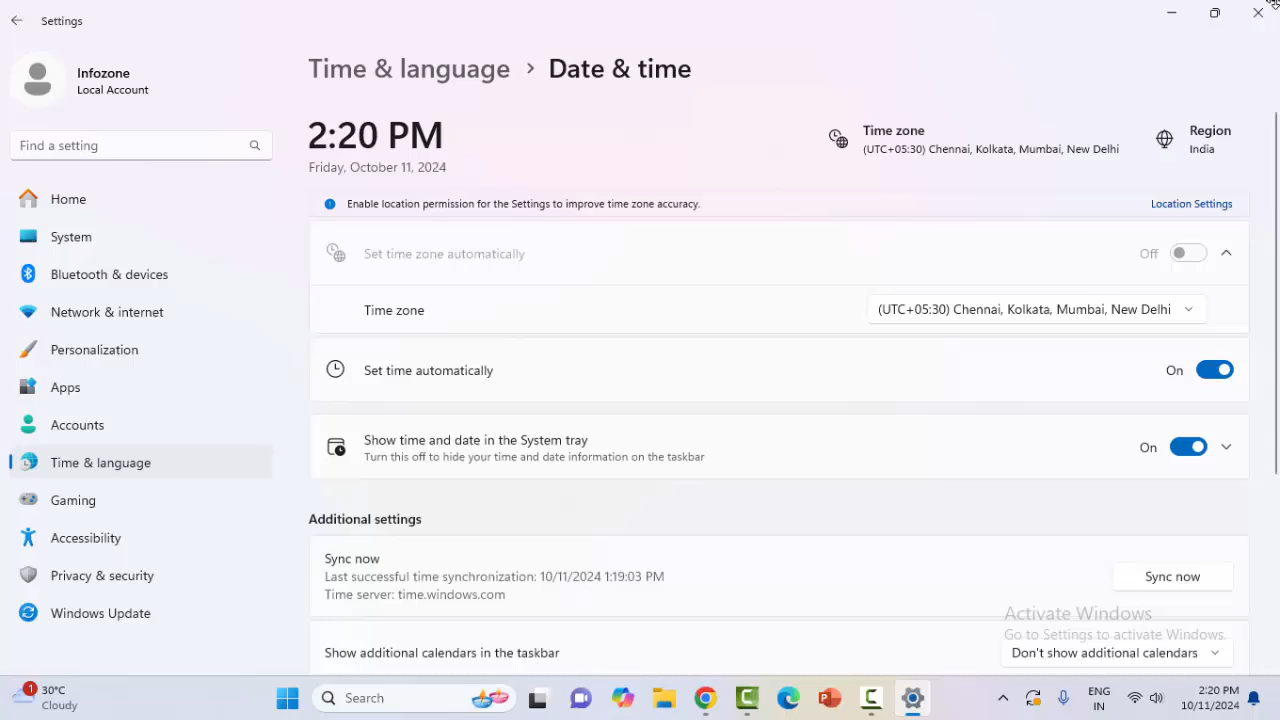 Settings
Infozone
Local Account
Find a setting
Home
System
Bluetooth & devices
Network & internet
Personalization
Apps
Accounts
Time & language
Gaming
Accessibility
Privacy & security
Windows Update
Time & language > Date & time
2:20 PM
Friday, October 11, 2024
Time zone
(UTC+05:30) Chennai, Kolkata, Mumbai, New Delhi
Region
India
Enable location permission for the Settings to improve time zone accuracy.
Location Settings
Set time zone automatically
Off
Time zone
(UTC+05:30) Chennai, Kolkata, Mumbai, New Delhi
Set time automatically
On
Show time and date in the System tray
Turn this off to hide your time and date information on the taskbar
On
Additional settings
Sync now
Last successful time synchronization: 10/11/2024 1:19:03 PM
Time server: time.windows.com
Sync now
Activate Windows
Go to Settings to activate Windows.
Show additional calendars in the taskbar
Don't show additional calendars
1
30°C
Cloudy
Search
ENG
IN
2:20 PM
10/11/2024